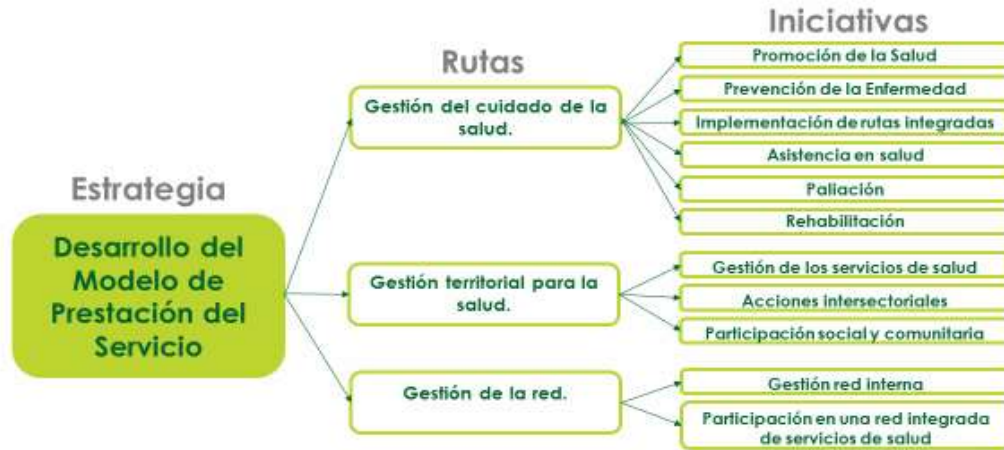 Iniciativas
Rutas
Estrategia
Desarrollo del
Modelo de
Prestación del
Servicio
Gestión del cuidado de la
salud.
Promoción de la Salud
Prevención de la Enfermedad
Implementación de rutas integradas
Asistencia en salud
Paliación
Rehabilitación
Gestión territorial para la
salud.
Gestión de los servicios de salud
Acciones intersectoriales
Participación social y comunitaria
Gestión de la red.
Gestión red interna
Participación en una red integrada
de servicios de salud